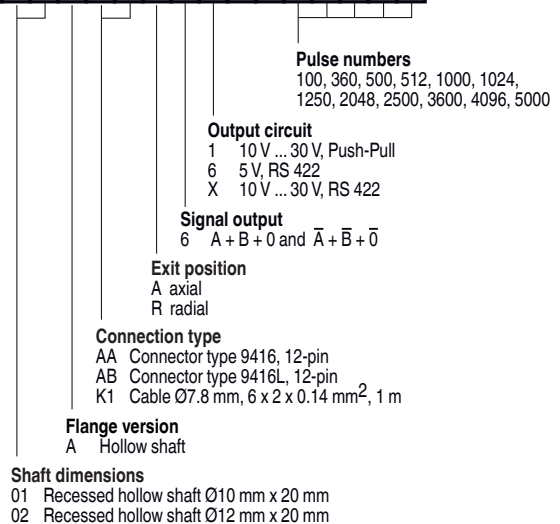 Pulse numbers
100, 360, 500, 512, 1000, 1024,
1250, 2048, 2500, 3600, 4096, 5000
Output circuit
1 10 V ... 30 V, Push-Pull
6 5 V, RS 422
X 10 V ... 30 V, RS 422
Signal output
6 A + B + 0 and A̅ + B̅ + 0̅
Exit position
A axial
R radial
Connection type
AA Connector type 9416, 12-pin
AB Connector type 9416L, 12-pin
K1 Cable Ø7.8 mm, 6 x 2 x 0.14 mm², 1 m
Flange version
A Hollow shaft
Shaft dimensions
01 Recessed hollow shaft Ø10 mm x 20 mm
02 Recessed hollow shaft Ø12 mm x 20 mm